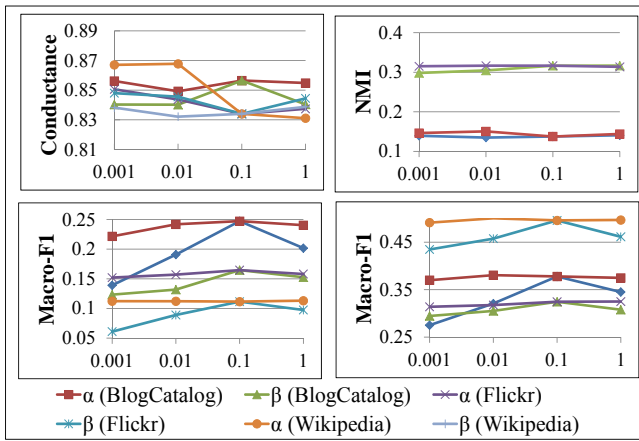 Conductance
0.89
0.87
0.85
0.83
0.81
0.001 0.01 0.1 1
NMI
0.4
0.3
0.2
0.1
0.001 0.01 0.1 1
Macro-F1
0.25
0.2
0.15
0.1
0.05
0.001 0.01 0.1 1
Macro-F1
0.45
0.35
0.25
0.001 0.01 0.1 1
α (BlogCatalog) β (BlogCatalog) α (Flickr)
β (Flickr) α (Wikipedia) β (Wikipedia)